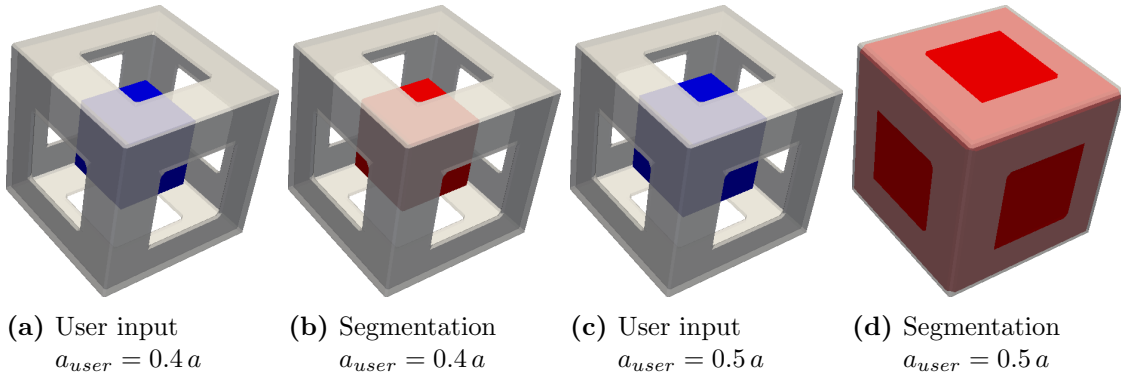 (a) User input
a_user = 0.4 a
(b) Segmentation
a_user = 0.4 a
(c) User input
a_user = 0.5 a
(d) Segmentation
a_user = 0.5 a